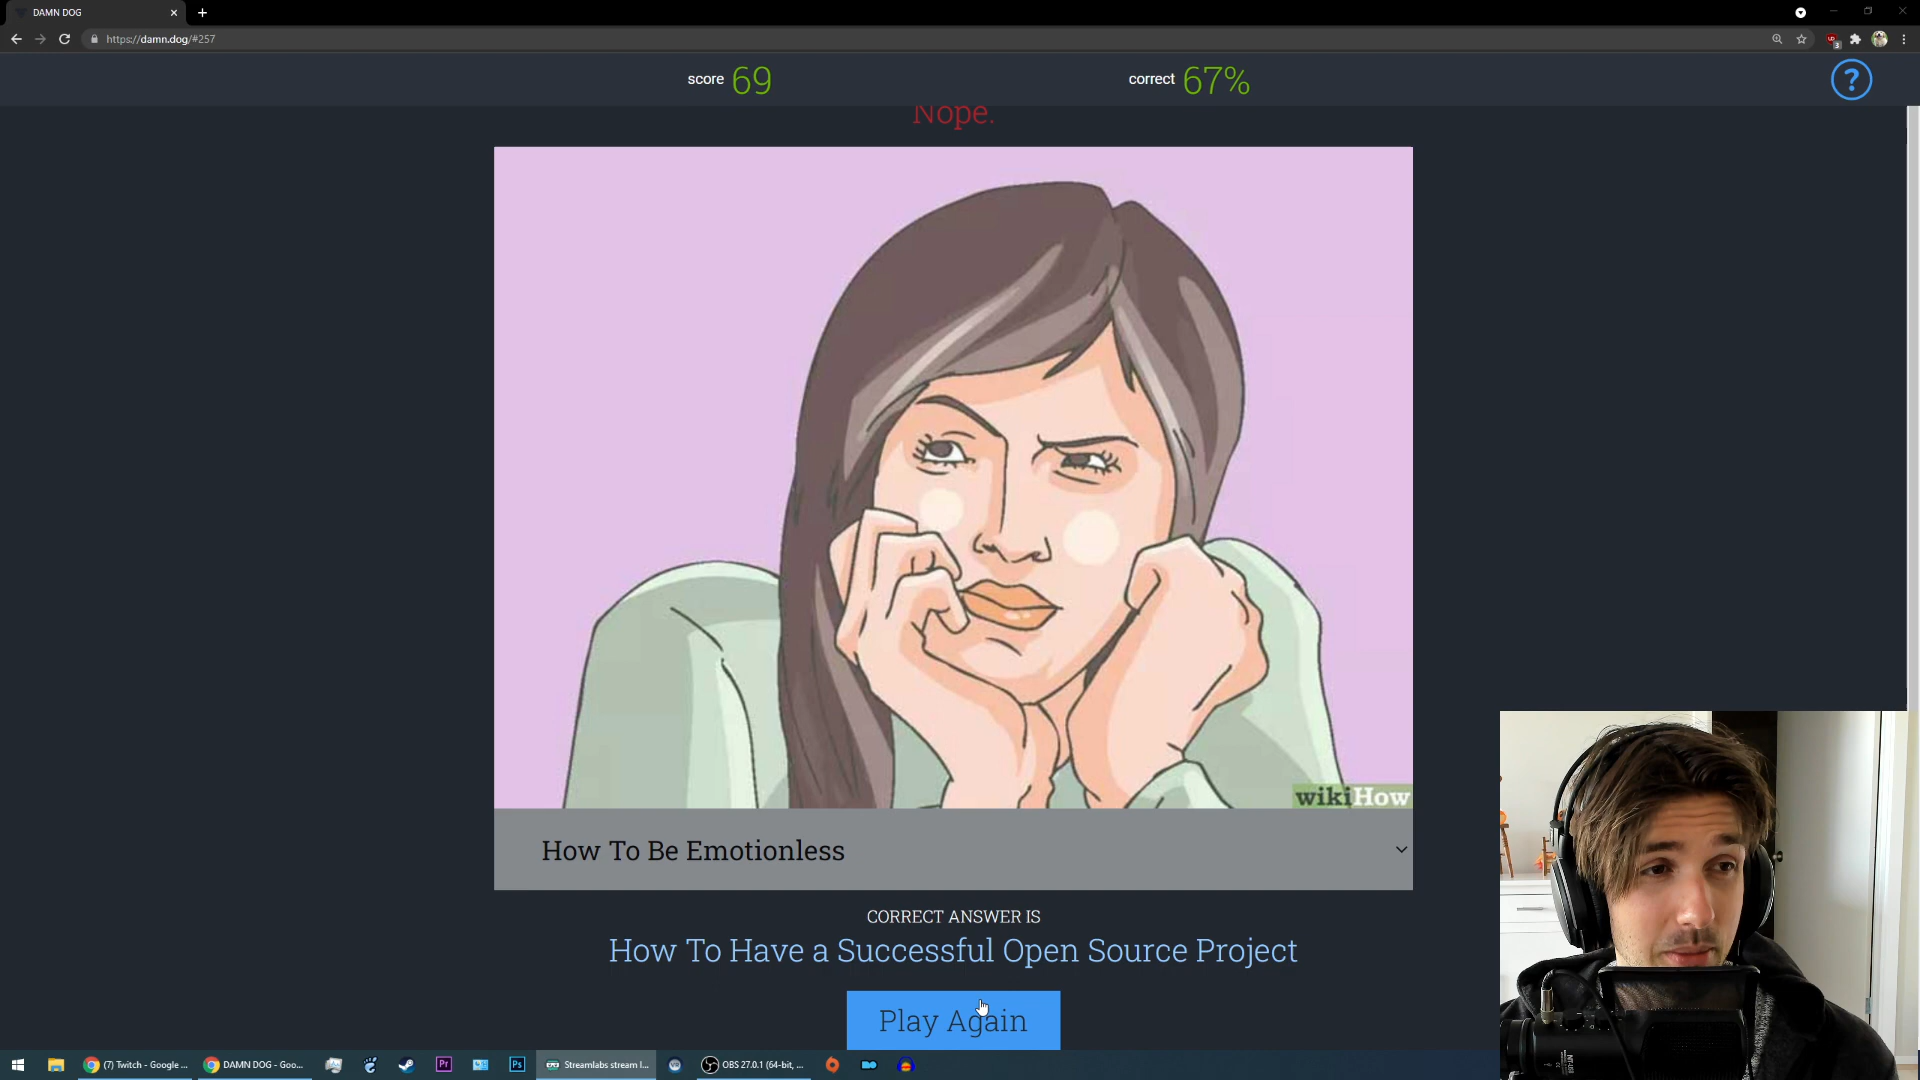 DAMN DOG
https://damn.dog/#257
score 69
correct 67%
?
Nope.
wikiHow
How To Be Emotionless
CORRECT ANSWER IS
How To Have a Successful Open Source Project
Play Again
(7) Twitch - Google ...
DAMN DOG - Goo...
Pr
Ps
Streamlabs stream l...
OBS 27.0.1 (64-bit, ...